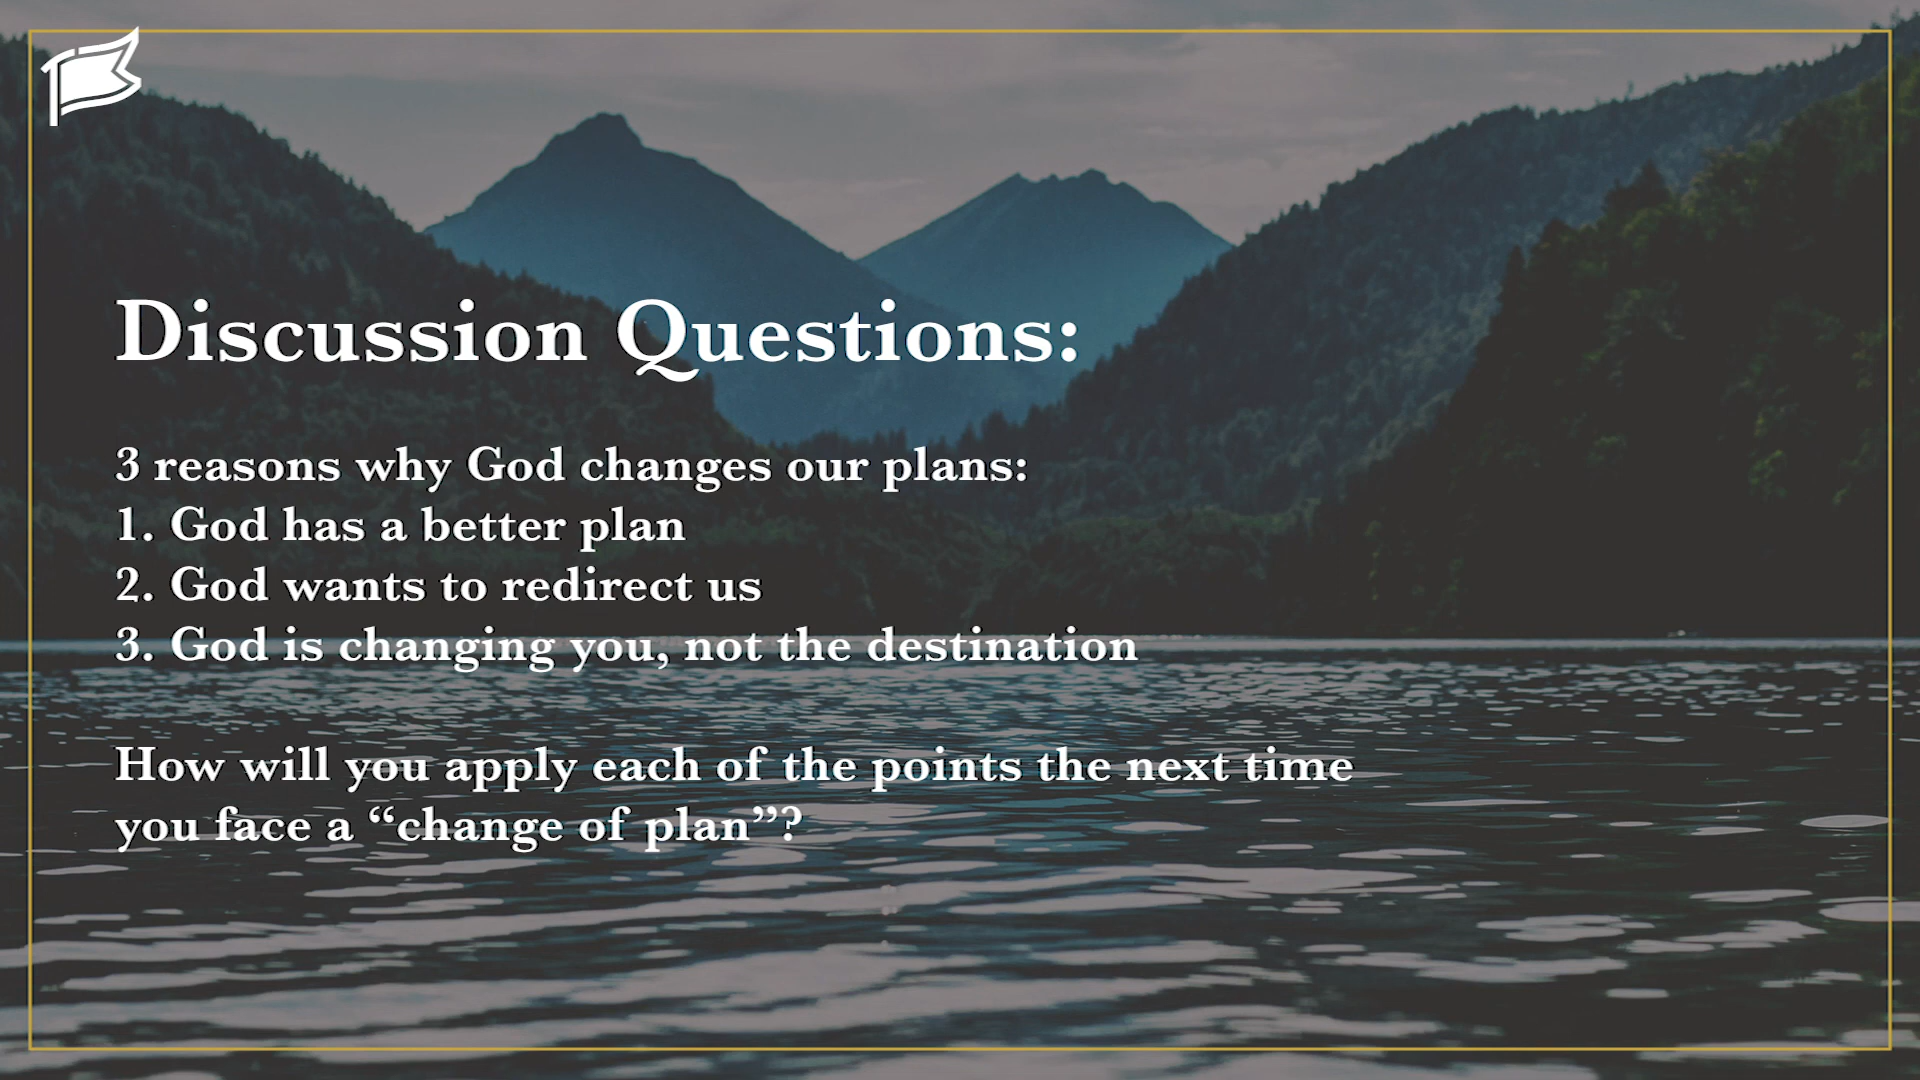 Discussion Questions:
3 reasons why God changes our plans:
1. God has a better plan
2. God wants to redirect us
3. God is changing you, not the destination
How will you apply each of the points the next time
you face a “change of plan”?